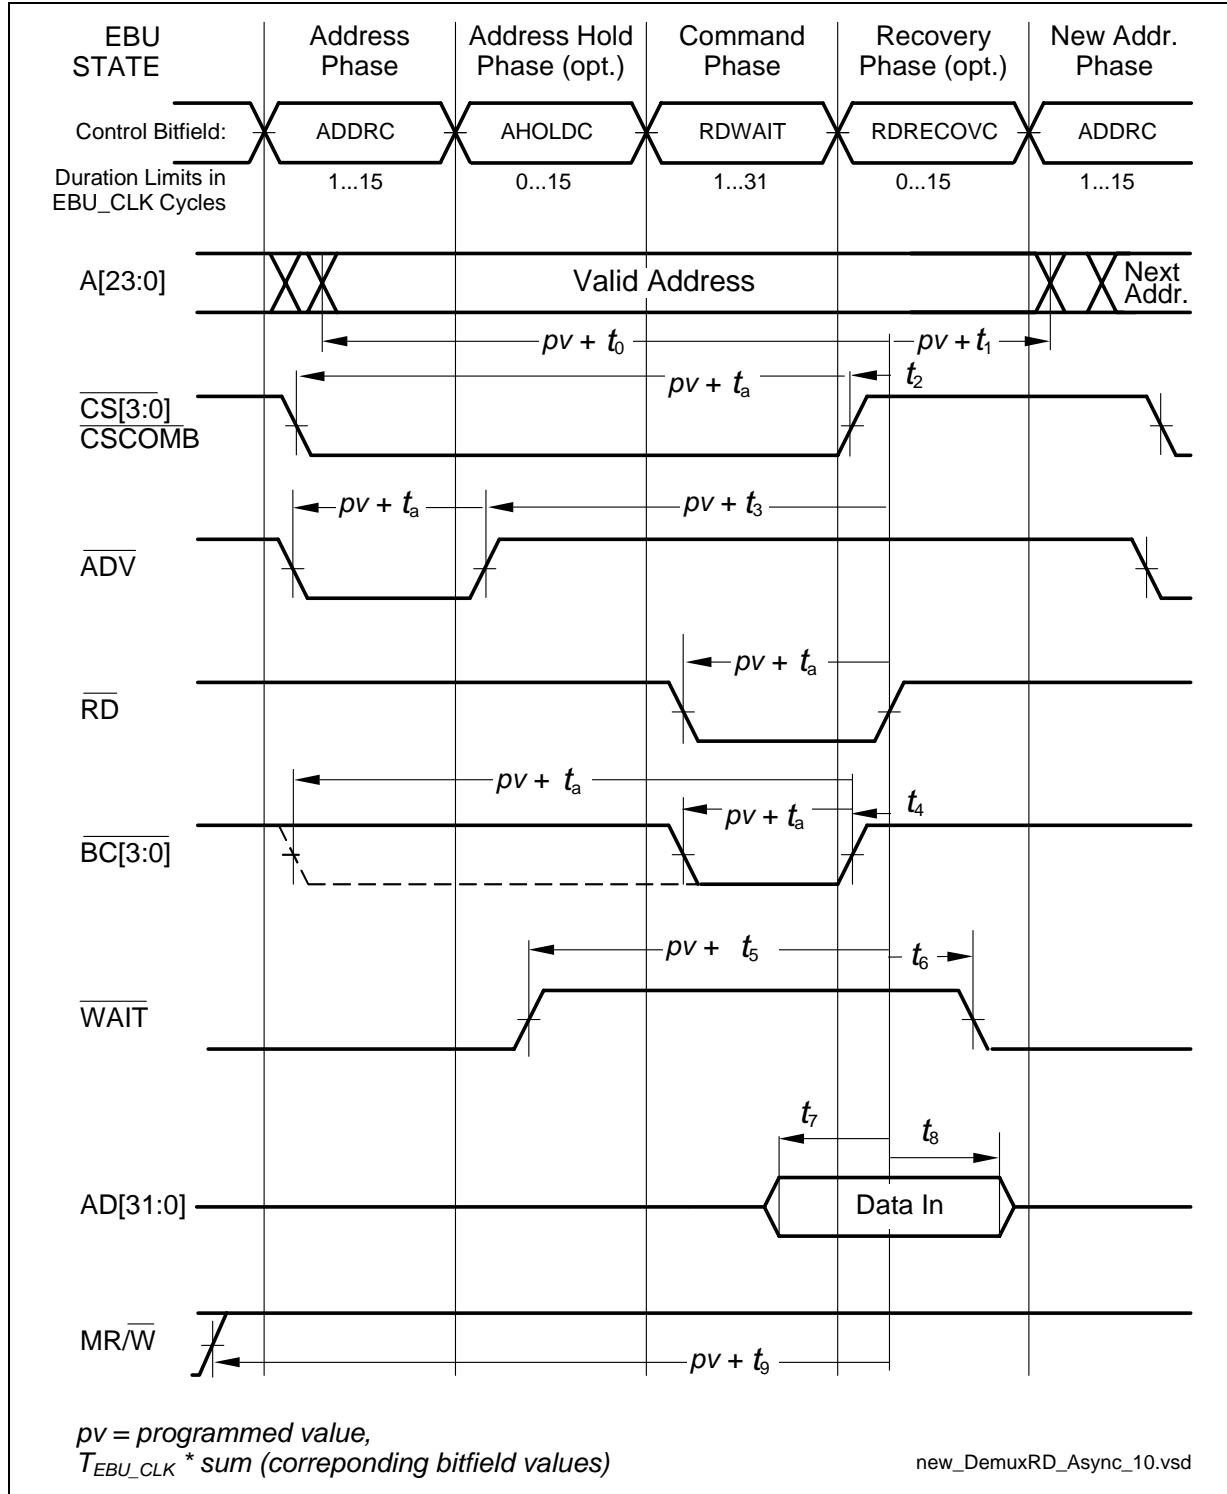 EBU STATE
Address Phase
Address Hold Phase (opt.)
Command Phase
Recovery Phase (opt.)
New Addr. Phase
Control Bitfield:
ADDRC
AHOLDC
RDWAIT
RDRECOVC
ADDRC
Duration Limits in EBU_CLK Cycles
1...15
0...15
1...31
0...15
1...15
A[23:0]
Valid Address
Next Addr.
pv + t0
pv + t1
CS[3:0]
CSCOMB
pv + ta
t2
ADV
pv + ta
pv + t3
RD
pv + ta
BC[3:0]
pv + ta
pv + ta
t4
WAIT
pv + t5
t6
AD[31:0]
t7
t8
Data In
MR/W
pv + t9
pv = programmed value,
TEBU_CLK * sum (correponding bitfield values)
new_DemuxRD_Async_10.vsd